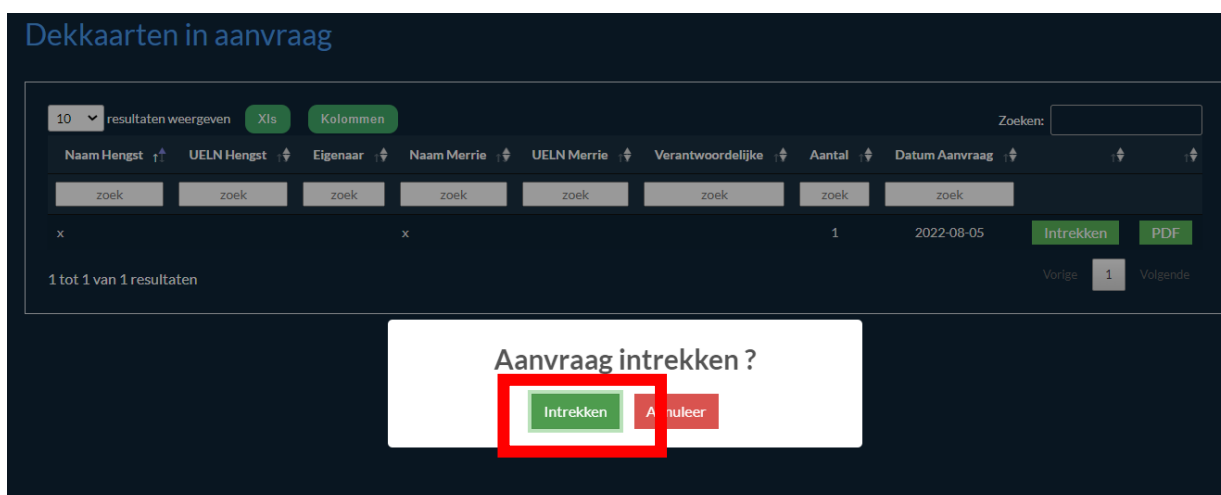 Dekkaarten in aanvraag
10 resultaten weergeven Xls Kolommen Zoeken:
Naam Hengst UELN Hengst Eigenaar Naam Merrie UELN Merrie Verantwoordelijke Aantal Datum Aanvraag
zoek zoek zoek zoek zoek zoek zoek zoek
x x 1 2022-08-05 Intrekken PDF
1 tot 1 van 1 resultaten Vorige 1 Volgende
Aanvraag intrekken ?
Intrekken Annuleer